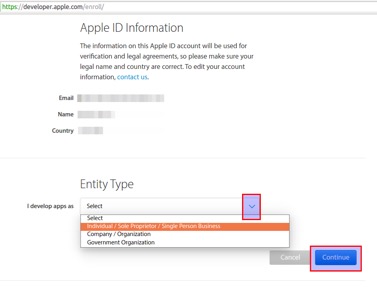 https://developer.apple.com/enroll/
Apple ID Information
The information on this Apple ID account will be used for
verification and legal agreements, so please make sure your
legal name and country are correct. To edit your account
information, contact us.
Email
Name
Country
Entity Type
I develop apps as
Select
Select
Individual / Sole Proprietor / Single Person Business
Company / Organization
Government Organization
Cancel
Continue